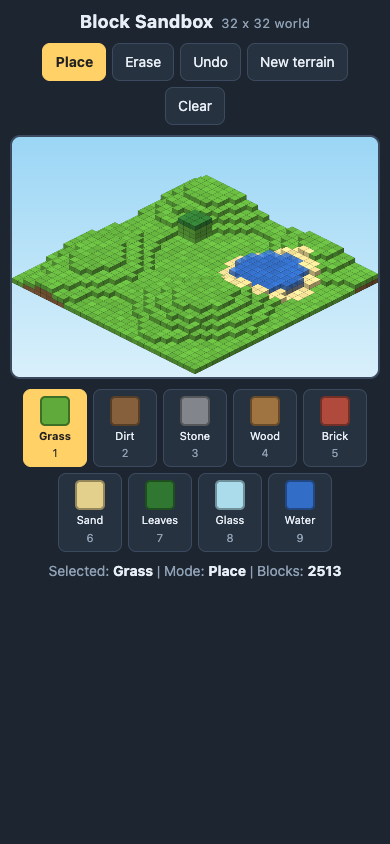 Block Sandbox 32 x 32 world
Place Erase Undo New terrain
Clear
Grass Dirt Stone Wood Brick
1 2 3 4 5
Sand Leaves Glass Water
6 7 8 9
Selected: Grass | Mode: Place | Blocks: 2513